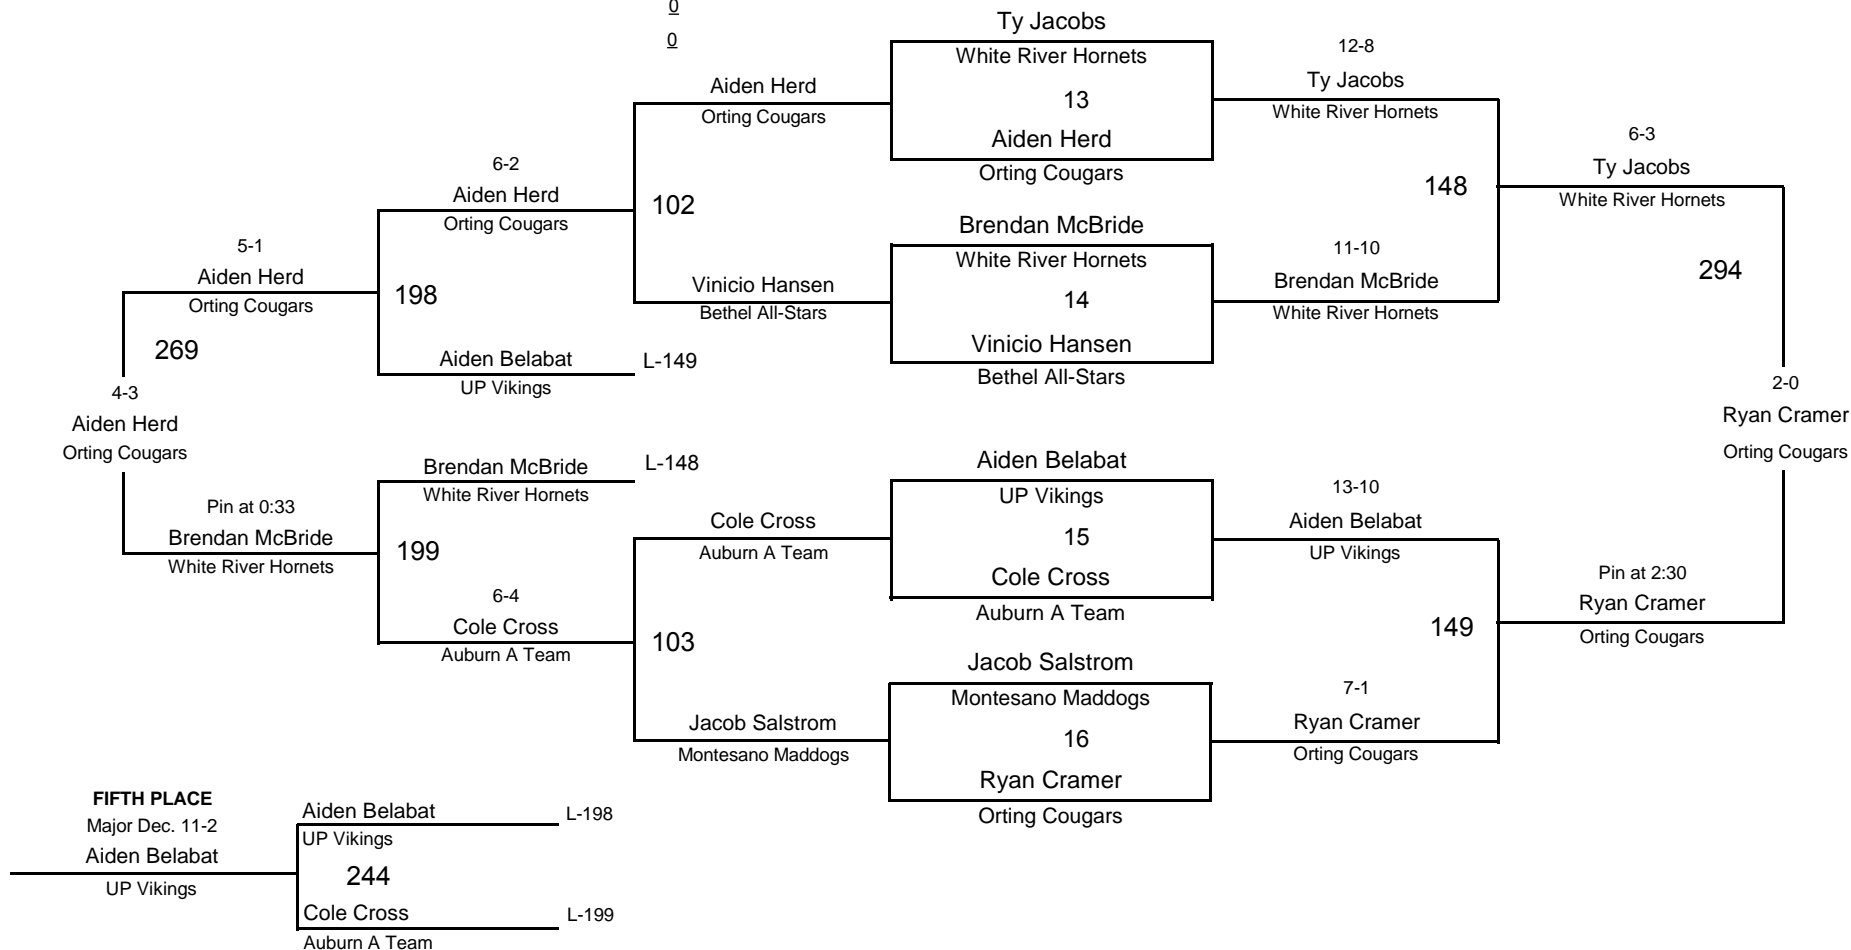 0
0
Ty Jacobs
White River Hornets
13
Aiden Herd
Orting Cougars
12-8
Ty Jacobs
White River Hornets
Aiden Herd
Orting Cougars
6-3
Ty Jacobs
White River Hornets
148
6-2
Aiden Herd
Orting Cougars
102
Brendan McBride
White River Hornets
14
Vinicio Hansen
Bethel All-Stars
11-10
Brendan McBride
White River Hornets
294
5-1
Aiden Herd
Orting Cougars
198
Vinicio Hansen
Bethel All-Stars
269
Aiden Belabat
UP Vikings
L-149
4-3
Aiden Herd
Orting Cougars
2-0
Ryan Cramer
Orting Cougars
Brendan McBride
White River Hornets
L-148
Aiden Belabat
UP Vikings
15
Cole Cross
Auburn A Team
13-10
Aiden Belabat
UP Vikings
Pin at 0:33
Brendan McBride
White River Hornets
199
Cole Cross
Auburn A Team
6-4
Cole Cross
Auburn A Team
103
Pin at 2:30
Ryan Cramer
Orting Cougars
149
Jacob Salstrom
Montesano Maddogs
16
Ryan Cramer
Orting Cougars
7-1
Ryan Cramer
Orting Cougars
Jacob Salstrom
Montesano Maddogs
FIFTH PLACE
Major Dec. 11-2
Aiden Belabat
UP Vikings
Aiden Belabat
UP Vikings
L-198
244
Cole Cross
Auburn A Team
L-199